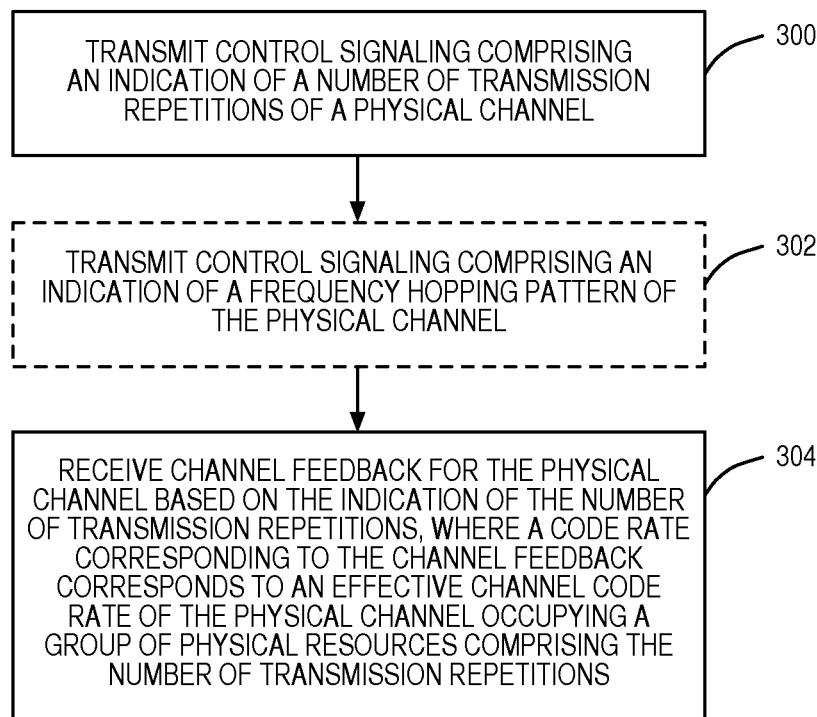 TRANSMIT CONTROL SIGNALING COMPRISING
AN INDICATION OF A NUMBER OF TRANSMISSION
REPETITIONS OF A PHYSICAL CHANNEL
300
TRANSMIT CONTROL SIGNALING COMPRISING AN
INDICATION OF A FREQUENCY HOPPING PATTERN OF
THE PHYSICAL CHANNEL
302
RECEIVE CHANNEL FEEDBACK FOR THE PHYSICAL
CHANNEL BASED ON THE INDICATION OF THE NUMBER
OF TRANSMISSION REPETITIONS, WHERE A CODE RATE
CORRESPONDING TO THE CHANNEL FEEDBACK
CORRESPONDS TO AN EFFECTIVE CHANNEL CODE
RATE OF THE PHYSICAL CHANNEL OCCUPYING A
GROUP OF PHYSICAL RESOURCES COMPRISING THE
NUMBER OF TRANSMISSION REPETITIONS
304